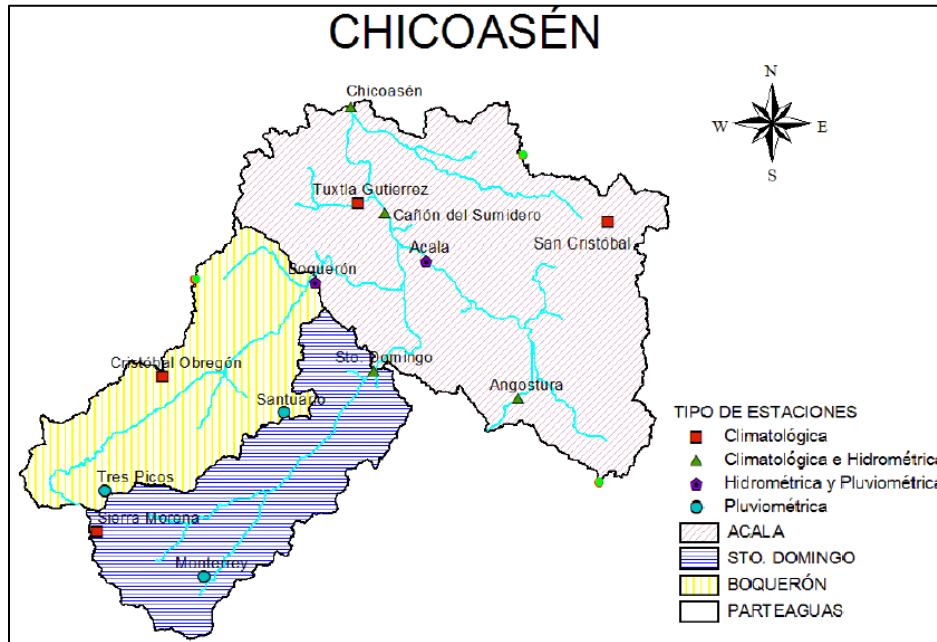 CHICOASÉN
Chicoasén
N
W E
S
Tuxtla Gutierrez
Cañón del Sumidero
San Cristóbal
Acala
Boquerón
Sto. Domingo
Cristóbal Obregón
Angostura
Santuario
Tres Picos
Sierra Morena
Monterrey
TIPO DE ESTACIONES
Climatológica
Climatológica e Hidrométrica
Hidrométrica y Pluviométrica
Pluviométrica
ACALA
STO. DOMINGO
BOQUERÓN
PARTEAGUAS